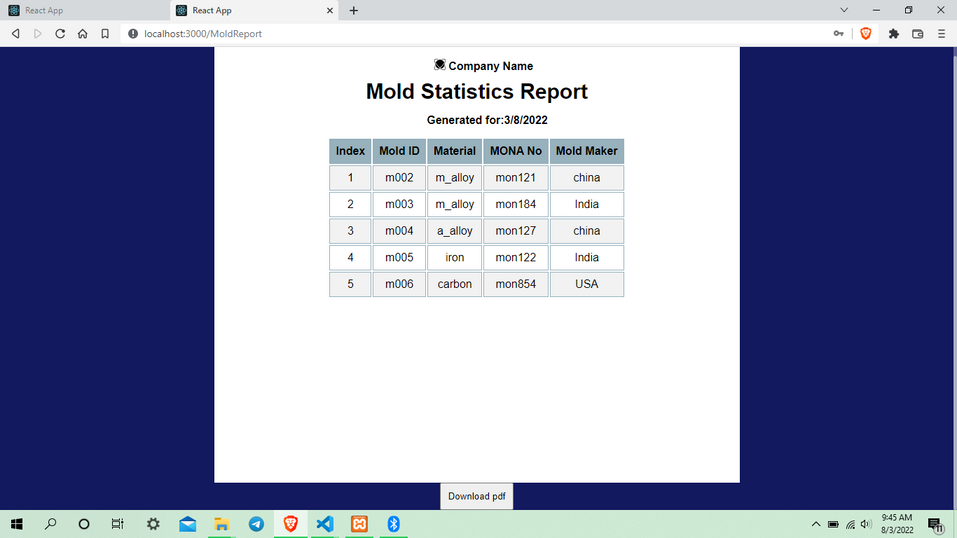 React App
React App
localhost:3000/MoldReport
Company Name
Mold Statistics Report
Generated for:3/8/2022
Index Mold ID Material MONA No Mold Maker
1 m002 m_alloy mon121 china
2 m003 m_alloy mon184 India
3 m004 a_alloy mon127 china
4 m005 iron mon122 India
5 m006 carbon mon854 USA
Download pdf
9:45 AM
8/3/2022
11